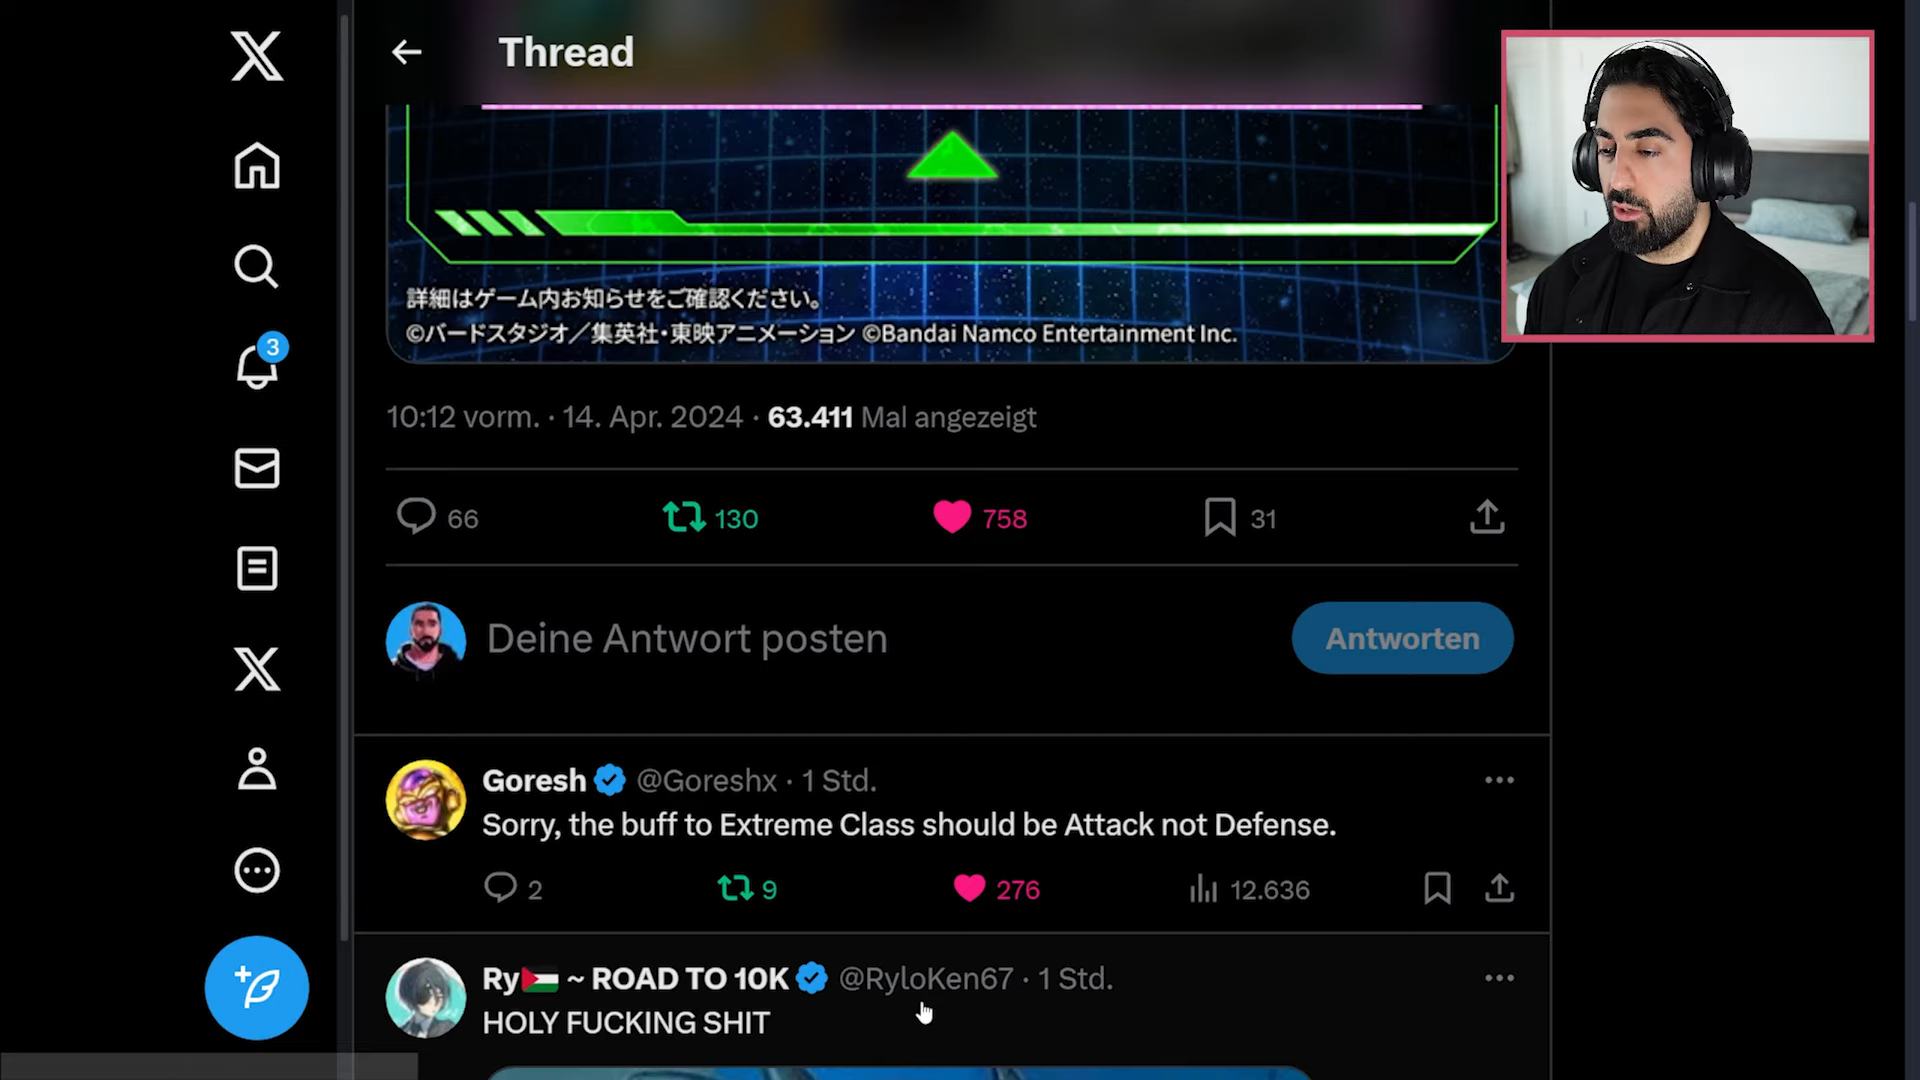 Thread
詳細はゲーム内お知らせをご確認ください。
©バードスタジオ／集英社・東映アニメーション ©Bandai Namco Entertainment Inc.
10:12 vorm. · 14. Apr. 2024 · 63.411 Mal angezeigt
66 130 758 31
3
Deine Antwort posten
Antworten
Goresh @Goreshx · 1 Std.
Sorry, the buff to Extreme Class should be Attack not Defense.
2 9 276 12.636
Ry🇵🇸 ~ ROAD TO 10K @RyloKen67 · 1 Std.
HOLY FUCKING SHIT